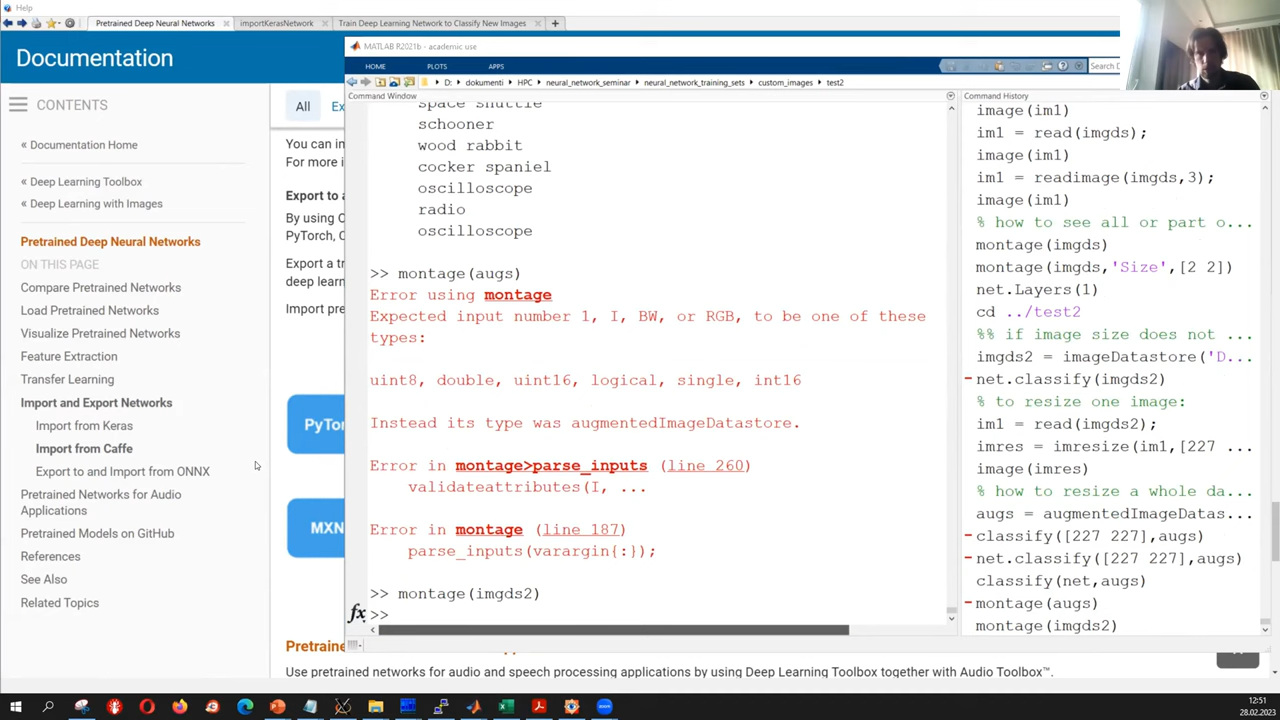 Help
Pretrained Deep Neural Networks
importKerasNetwork
Train Deep Learning Network to Classify New Images
Documentation
CONTENTS
« Documentation Home
« Deep Learning Toolbox
« Deep Learning with Images
Pretrained Deep Neural Networks
ON THIS PAGE
Compare Pretrained Networks
Load Pretrained Networks
Visualize Pretrained Networks
Feature Extraction
Transfer Learning
Import and Export Networks
Import from Keras
Import from Caffe
Export to and Import from ONNX
Pretrained Networks for Audio
Applications
Pretrained Models on GitHub
References
See Also
Related Topics
All
Ex
You can im
For more i
Export to a
By using C
PyTorch, C
Export a tr
deep learn
Import pre
PyTor
MXN
Pretrained
Use pretrained networks for audio and speech processing applications by using Deep Learning Toolbox together with Audio Toolbox™.
MATLAB R2021b - academic use
HOME
PLOTS
APPS
Search D
D: ▸ dokumenti ▸ HPC ▸ neural_network_seminar ▸ neural_network_training_sets ▸ custom_images ▸ test2
Command Window
space shuttle
schooner
wood rabbit
cocker spaniel
oscilloscope
radio
oscilloscope
>> montage(augs)
Error using montage
Expected input number 1, I, BW, or RGB, to be one of these
types:
uint8, double, uint16, logical, single, int16
Instead its type was augmentedImageDatastore.
Error in montage>parse_inputs (line 260)
validateattributes(I, ...
Error in montage (line 187)
parse_inputs(varargin{:});
>> montage(imgds2)
fx >>
Command History
image(im1)
im1 = read(imgds);
image(im1)
im1 = readimage(imgds,3);
image(im1)
% how to see all or part o...
montage(imgds)
montage(imgds,'Size',[2 2])
net.Layers(1)
cd ../test2
%% if image size does not ...
imgds2 = imageDatastore('D...
net.classify(imgds2)
% to resize one image:
im1 = read(imgds2);
imres = imresize(im1,[227 ...
image(imres)
% how to resize a whole da...
augs = augmentedImageDatas...
classify([227 227],augs)
net.classify([227 227],augs)
classify(net,augs)
montage(augs)
montage(imgds2)
12:51
28.02.2023